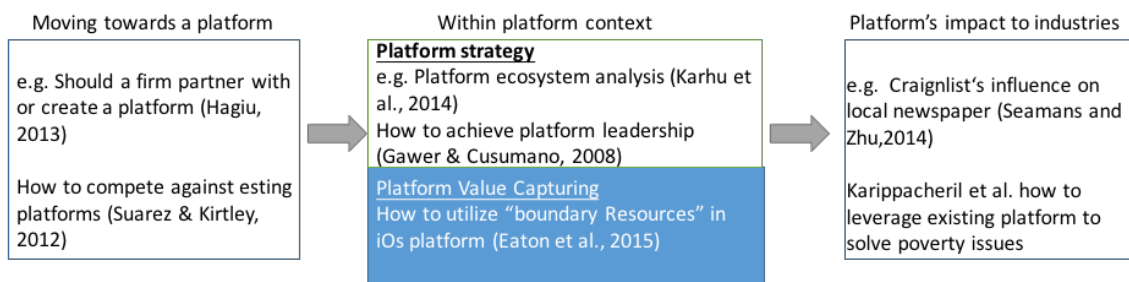 Moving towards a platform
e.g. Should a firm partner with
or create a platform (Hagiu,
2013)
How to compete against esting
platforms (Suarez & Kirtley,
2012)
Within platform context
Platform strategy
e.g. Platform ecosystem analysis (Karhu et
al., 2014)
How to achieve platform leadership
(Gawer & Cusumano, 2008)
Platform Value Capturing
How to utilize “boundary Resources” in
iOs platform (Eaton et al., 2015)
Platform’s impact to industries
e.g. Craignlist‘s influence on
local newspaper (Seamans and
Zhu,2014)
Karippacheril et al. how to
leverage existing platform to
solve poverty issues